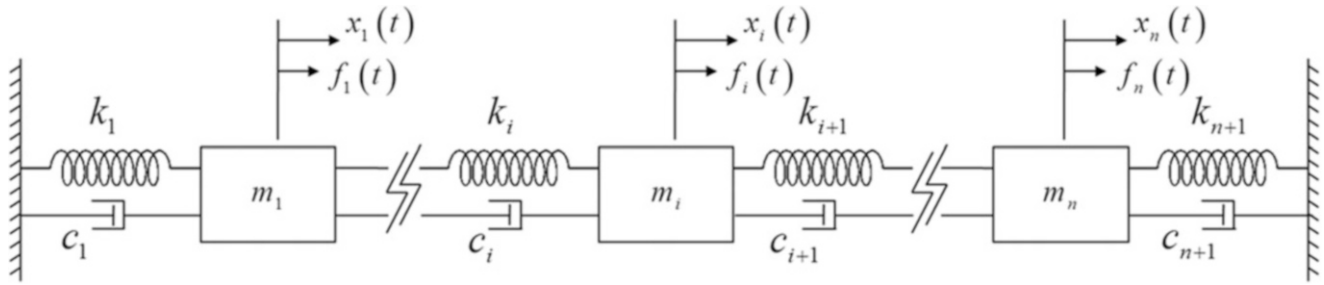 x₁(t) xᵢ(t) xₙ(t)
f₁(t) fᵢ(t) fₙ(t)
k₁ kᵢ kᵢ₊₁ kₙ₊₁
m₁ mᵢ mₙ
c₁ cᵢ cᵢ₊₁ cₙ₊₁